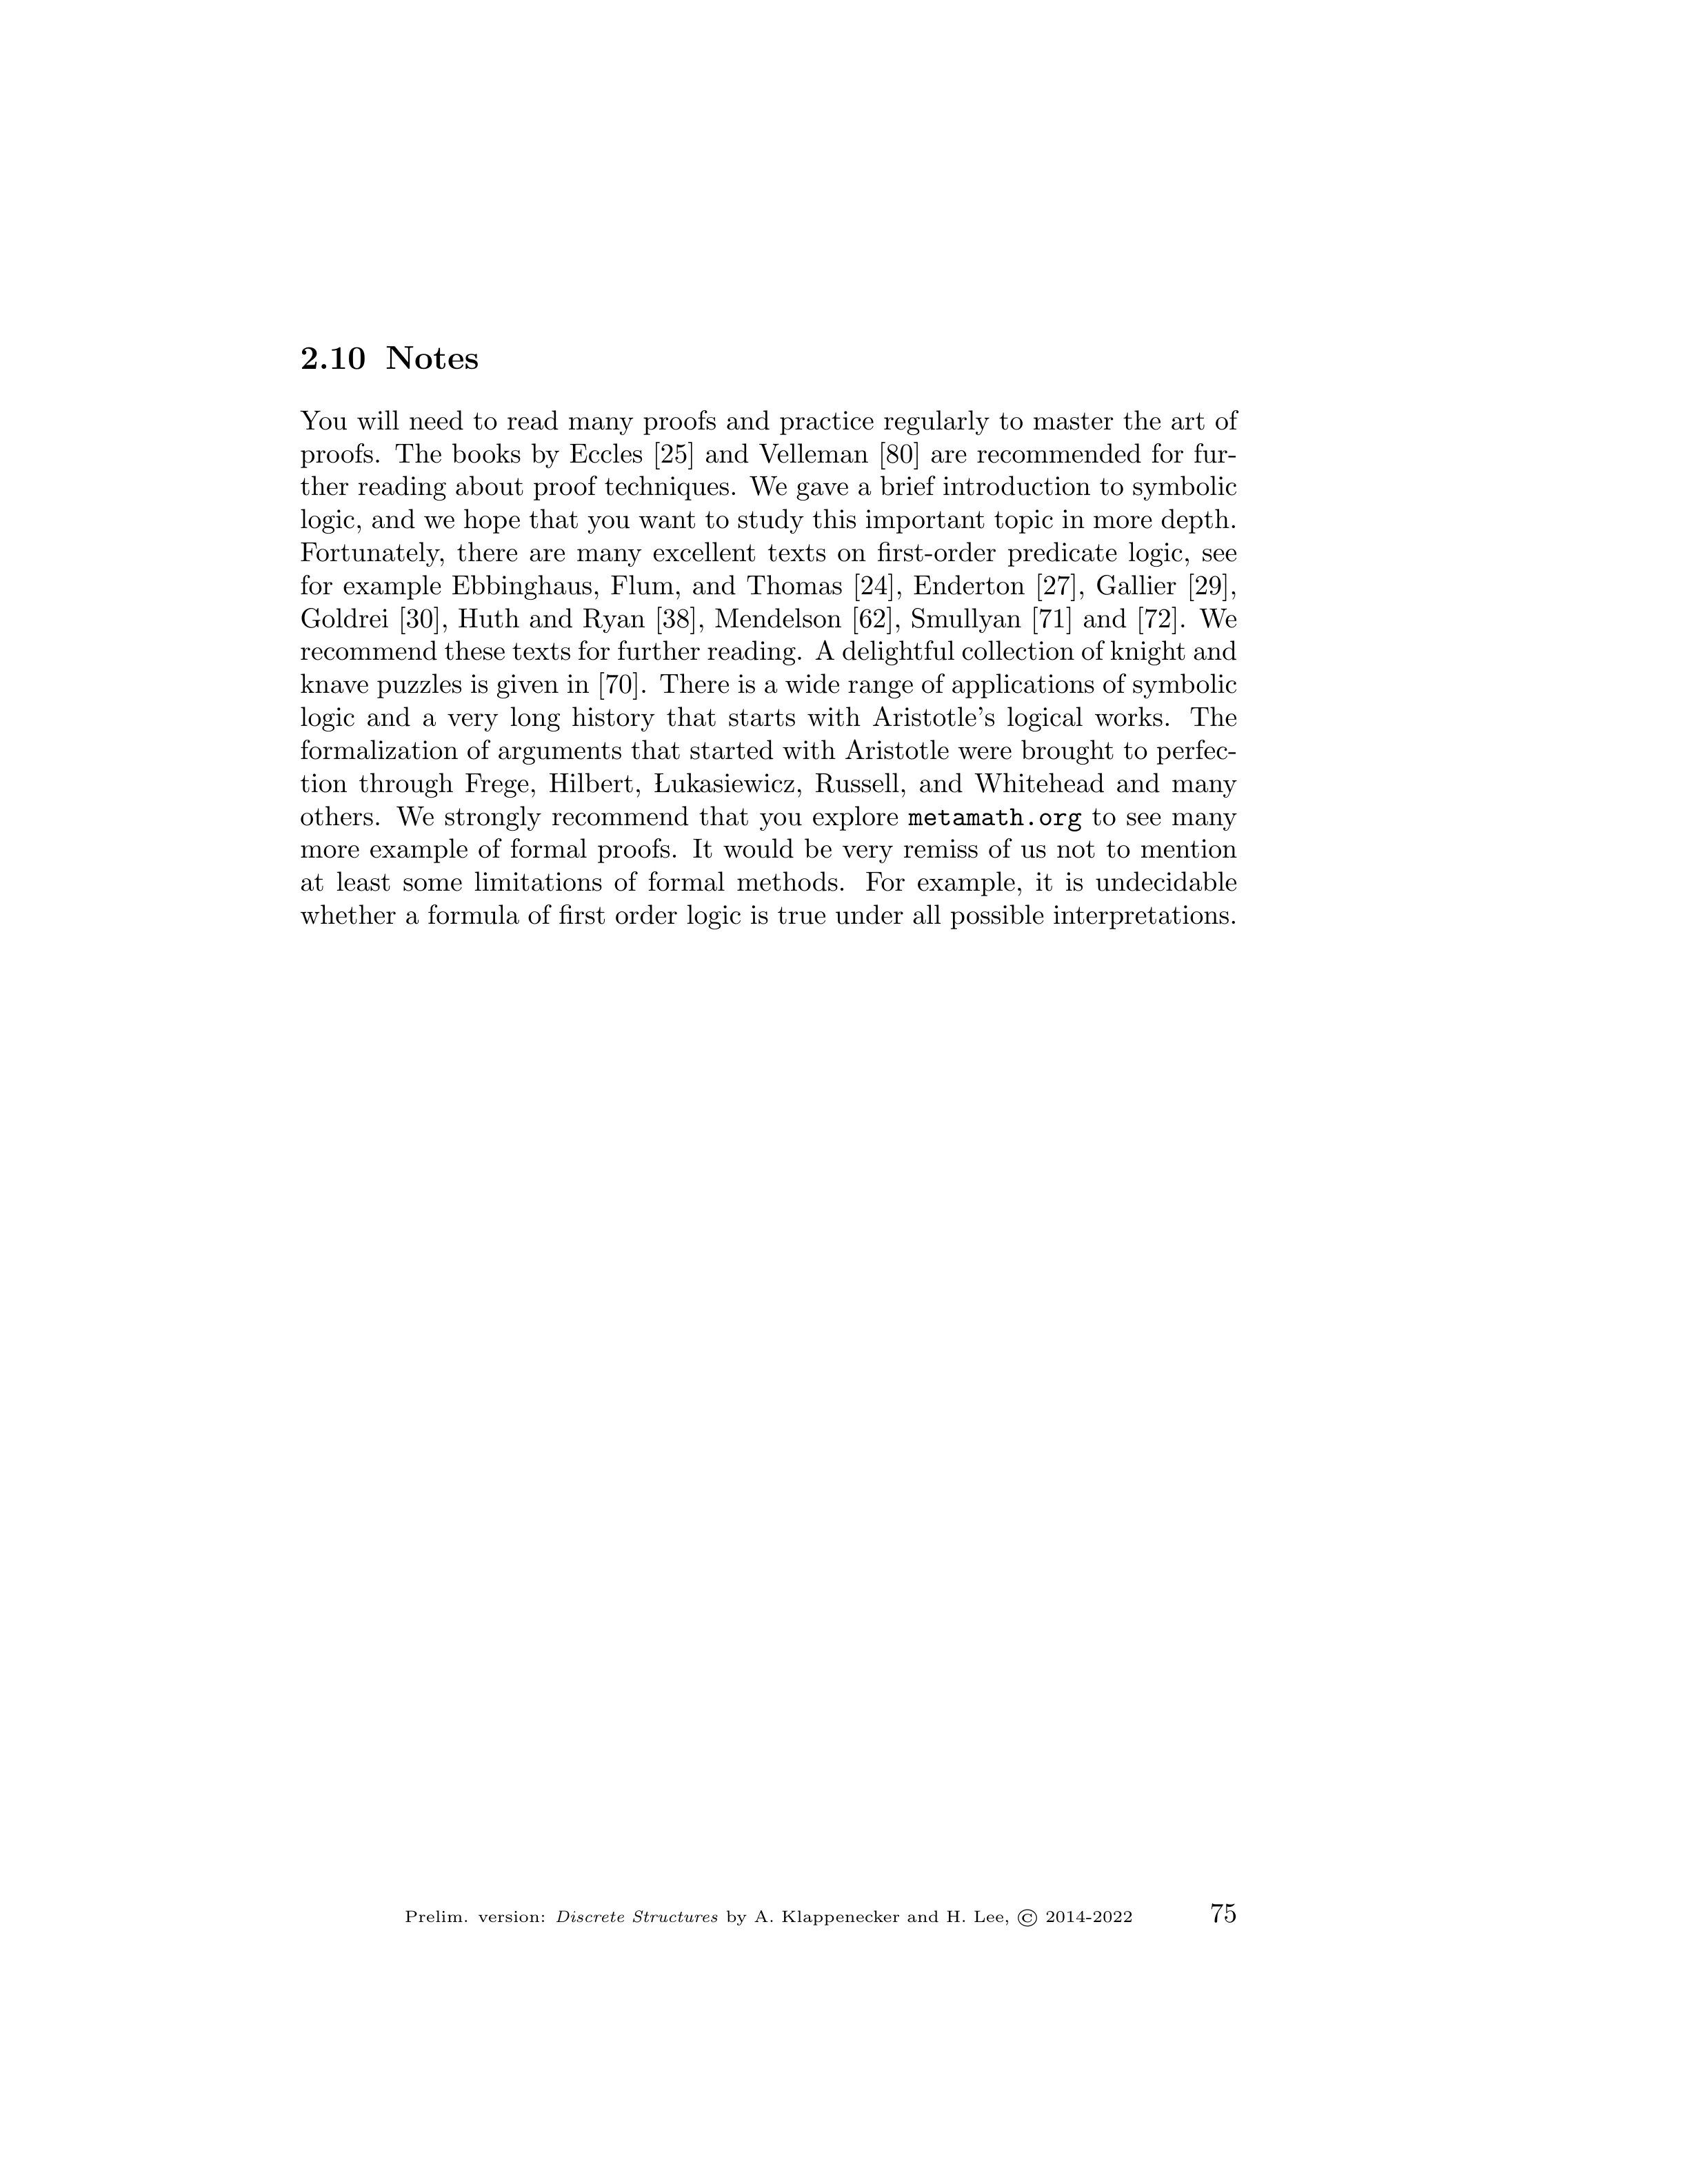 2.10 Notes
You will need to read many proofs and practice regularly to master the art of
proofs. The books by Eccles [25] and Velleman [80] are recommended for fur-
ther reading about proof techniques. We gave a brief introduction to symbolic
logic, and we hope that you want to study this important topic in more depth.
Fortunately, there are many excellent texts on first-order predicate logic, see
for example Ebbinghaus, Flum, and Thomas [24], Enderton [27], Gallier [29],
Goldrei [30], Huth and Ryan [38], Mendelson [62], Smullyan [71] and [72]. We
recommend these texts for further reading. A delightful collection of knight and
knave puzzles is given in [70]. There is a wide range of applications of symbolic
logic and a very long history that starts with Aristotle's logical works. The
formalization of arguments that started with Aristotle were brought to perfec-
tion through Frege, Hilbert, Łukasiewicz, Russell, and Whitehead and many
others. We strongly recommend that you explore metamath.org to see many
more example of formal proofs. It would be very remiss of us not to mention
at least some limitations of formal methods. For example, it is undecidable
whether a formula of first order logic is true under all possible interpretations.
Prelim. version: Discrete Structures by A. Klappenecker and H. Lee, © 2014-2022 75